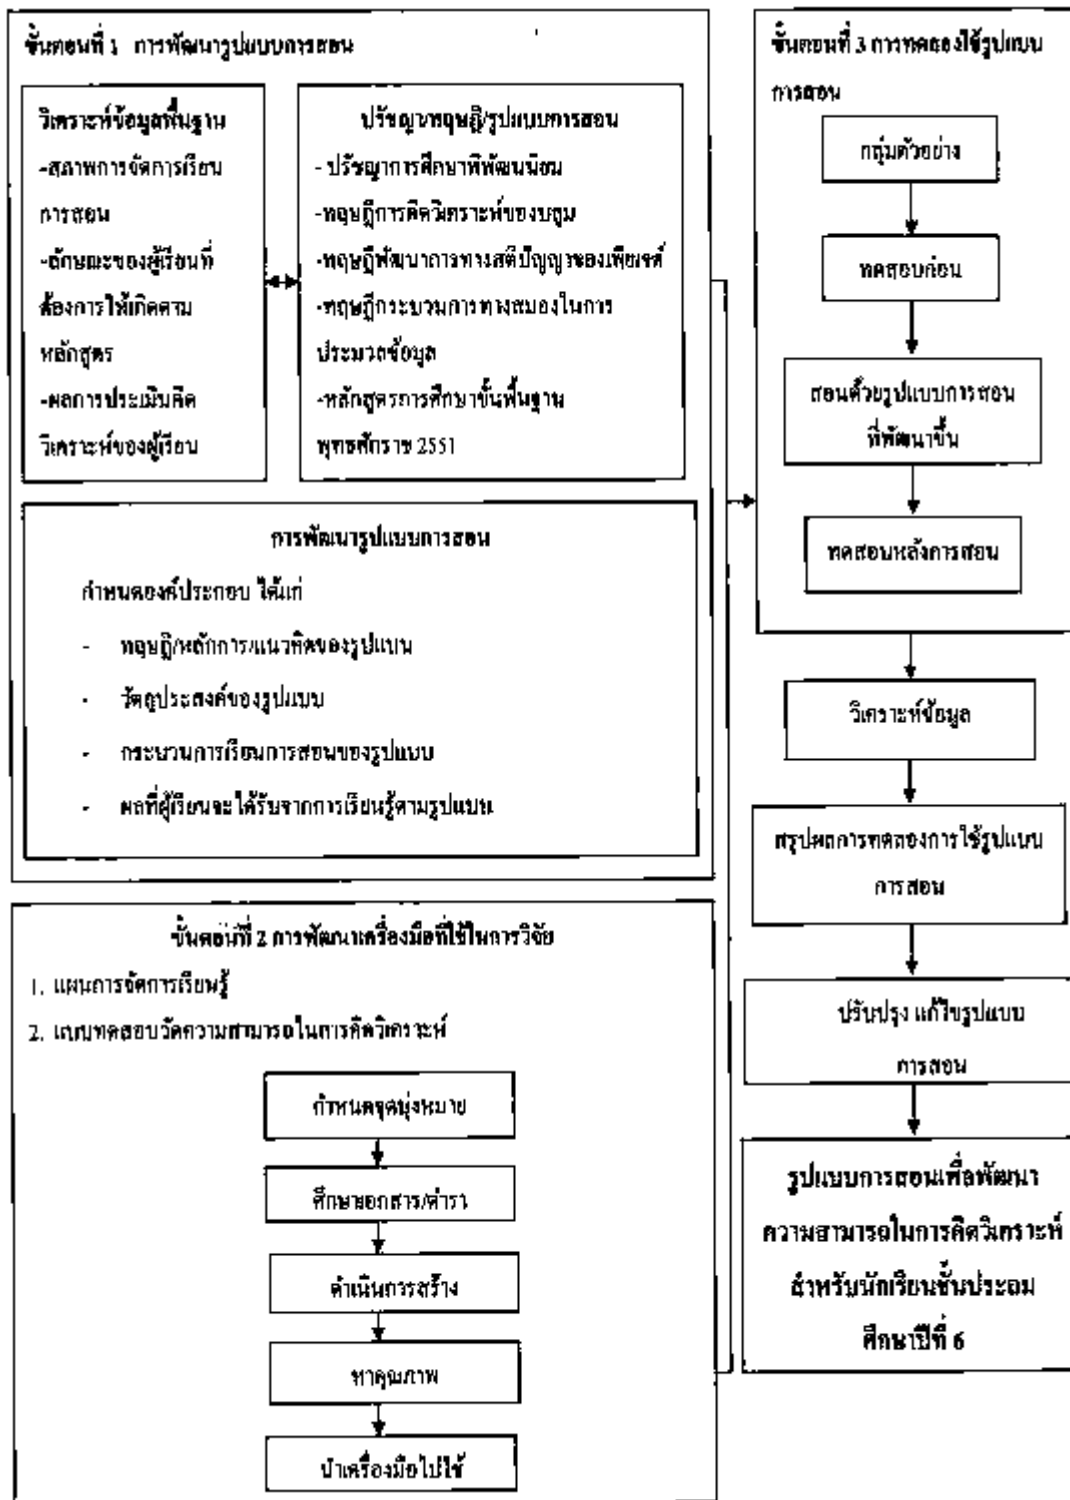 ขั้นตอนที่ 1 การพัฒนารูปแบบการสอน
วิเคราะห์ข้อมูลพื้นฐาน
-สภาพการจัดการเรียน
การสอน
-ลักษณะของผู้เรียนที่
ต้องการให้เกิดตาม
หลักสูตร
-ผลการประเมินคิด
วิเคราะห์ของผู้เรียน
ปรัชญา/ทฤษฎี/รูปแบบการสอน
- ปรัชญาการศึกษาพิพัฒนนิยม
-ทฤษฎีการคิดวิเคราะห์ของบลูม
-ทฤษฎีพัฒนาการทางสติปัญญาของเพียเจต์
-ทฤษฎีกระบวนการทางสมองในการ
ประมวลข้อมูล
-หลักสูตรการศึกษาขั้นพื้นฐาน
พุทธศักราช 2551
การพัฒนารูปแบบการสอน
กำหนดองค์ประกอบ ได้แก่
- ทฤษฎี/หลักการ/แนวคิดของรูปแบบ
- วัตถุประสงค์ของรูปแบบ
- กระบวนการเรียนการสอนของรูปแบบ
- ผลที่ผู้เรียนจะได้รับจากการเรียนรู้ตามรูปแบบ
ขั้นตอนที่ 2 การพัฒนาเครื่องมือที่ใช้ในการวิจัย
1. แผนการจัดการเรียนรู้
2. แบบทดสอบวัดความสามารถในการคิดวิเคราะห์
กำหนดจุดมุ่งหมาย
ศึกษาเอกสาร/ตำรา
ดำเนินการสร้าง
หาคุณภาพ
นำเครื่องมือไปใช้
ขั้นตอนที่ 3 การทดลองใช้รูปแบบ
การสอน
กลุ่มตัวอย่าง
ทดสอบก่อน
สอนด้วยรูปแบบการสอน
ที่พัฒนาขึ้น
ทดสอบหลังการสอน
วิเคราะห์ข้อมูล
สรุปผลการทดลองการใช้รูปแบบ
การสอน
ปรับปรุง แก้ไขรูปแบบ
การสอน
รูปแบบการสอนเพื่อพัฒนา
ความสามารถในการคิดวิเคราะห์
สำหรับนักเรียนชั้นประถม
ศึกษาปีที่ 6